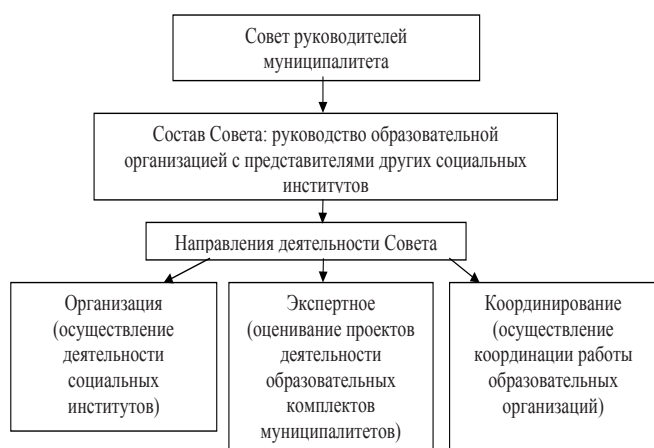 Совет руководителей
муниципалитета
Состав Совета: руководство образовательной
организацией с представителями других социальных
институтов
Направления деятельности Совета
Организация
(осуществление
деятельности
социальных
институтов)
Экспертное
(оценивание проектов
деятельности
образовательных
комплектов
муниципалитетов)
Координирование
(осуществление
координации работы
образовательных
организаций)